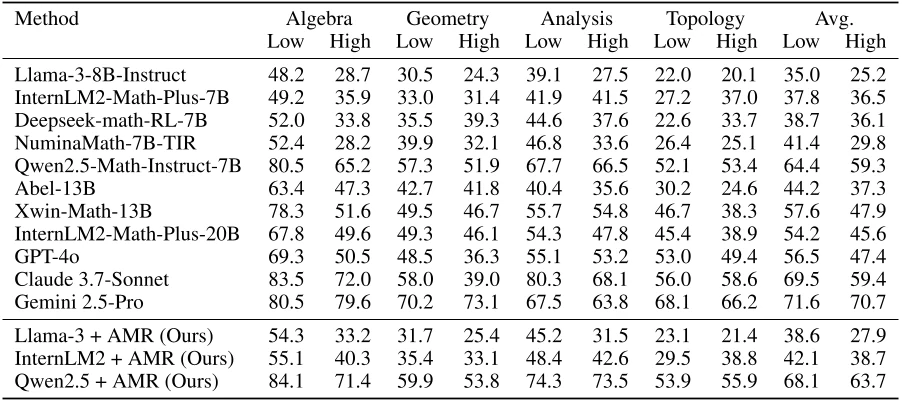 Method Algebra Geometry Analysis Topology Avg.
Low High Low High Low High Low High Low High
Llama-3-8B-Instruct 48.2 28.7 30.5 24.3 39.1 27.5 22.0 20.1 35.0 25.2
InternLM2-Math-Plus-7B 49.2 35.9 33.0 31.4 41.9 41.5 27.2 37.0 37.8 36.5
Deepseek-math-RL-7B 52.0 33.8 35.5 39.3 44.6 37.6 22.6 33.7 38.7 36.1
NuminaMath-7B-TIR 52.4 28.2 39.9 32.1 46.8 33.6 26.4 25.1 41.4 29.8
Qwen2.5-Math-Instruct-7B 80.5 65.2 57.3 51.9 67.7 66.5 52.1 53.4 64.4 59.3
Abel-13B 63.4 47.3 42.7 41.8 40.4 35.6 30.2 24.6 44.2 37.3
Xwin-Math-13B 78.3 51.6 49.5 46.7 55.7 54.8 46.7 38.3 57.6 47.9
InternLM2-Math-Plus-20B 67.8 49.6 49.3 46.1 54.3 47.8 45.4 38.9 54.2 45.6
GPT-4o 69.3 50.5 48.5 36.3 55.1 53.2 53.0 49.4 56.5 47.4
Claude 3.7-Sonnet 83.5 72.0 58.0 39.0 80.3 68.1 56.0 58.6 69.5 59.4
Gemini 2.5-Pro 80.5 79.6 70.2 73.1 67.5 63.8 68.1 66.2 71.6 70.7
Llama-3 + AMR (Ours) 54.3 33.2 31.7 25.4 45.2 31.5 23.1 21.4 38.6 27.9
InternLM2 + AMR (Ours) 55.1 40.3 35.4 33.1 48.4 42.6 29.5 38.8 42.1 38.7
Qwen2.5 + AMR (Ours) 84.1 71.4 59.9 53.8 74.3 73.5 53.9 55.9 68.1 63.7